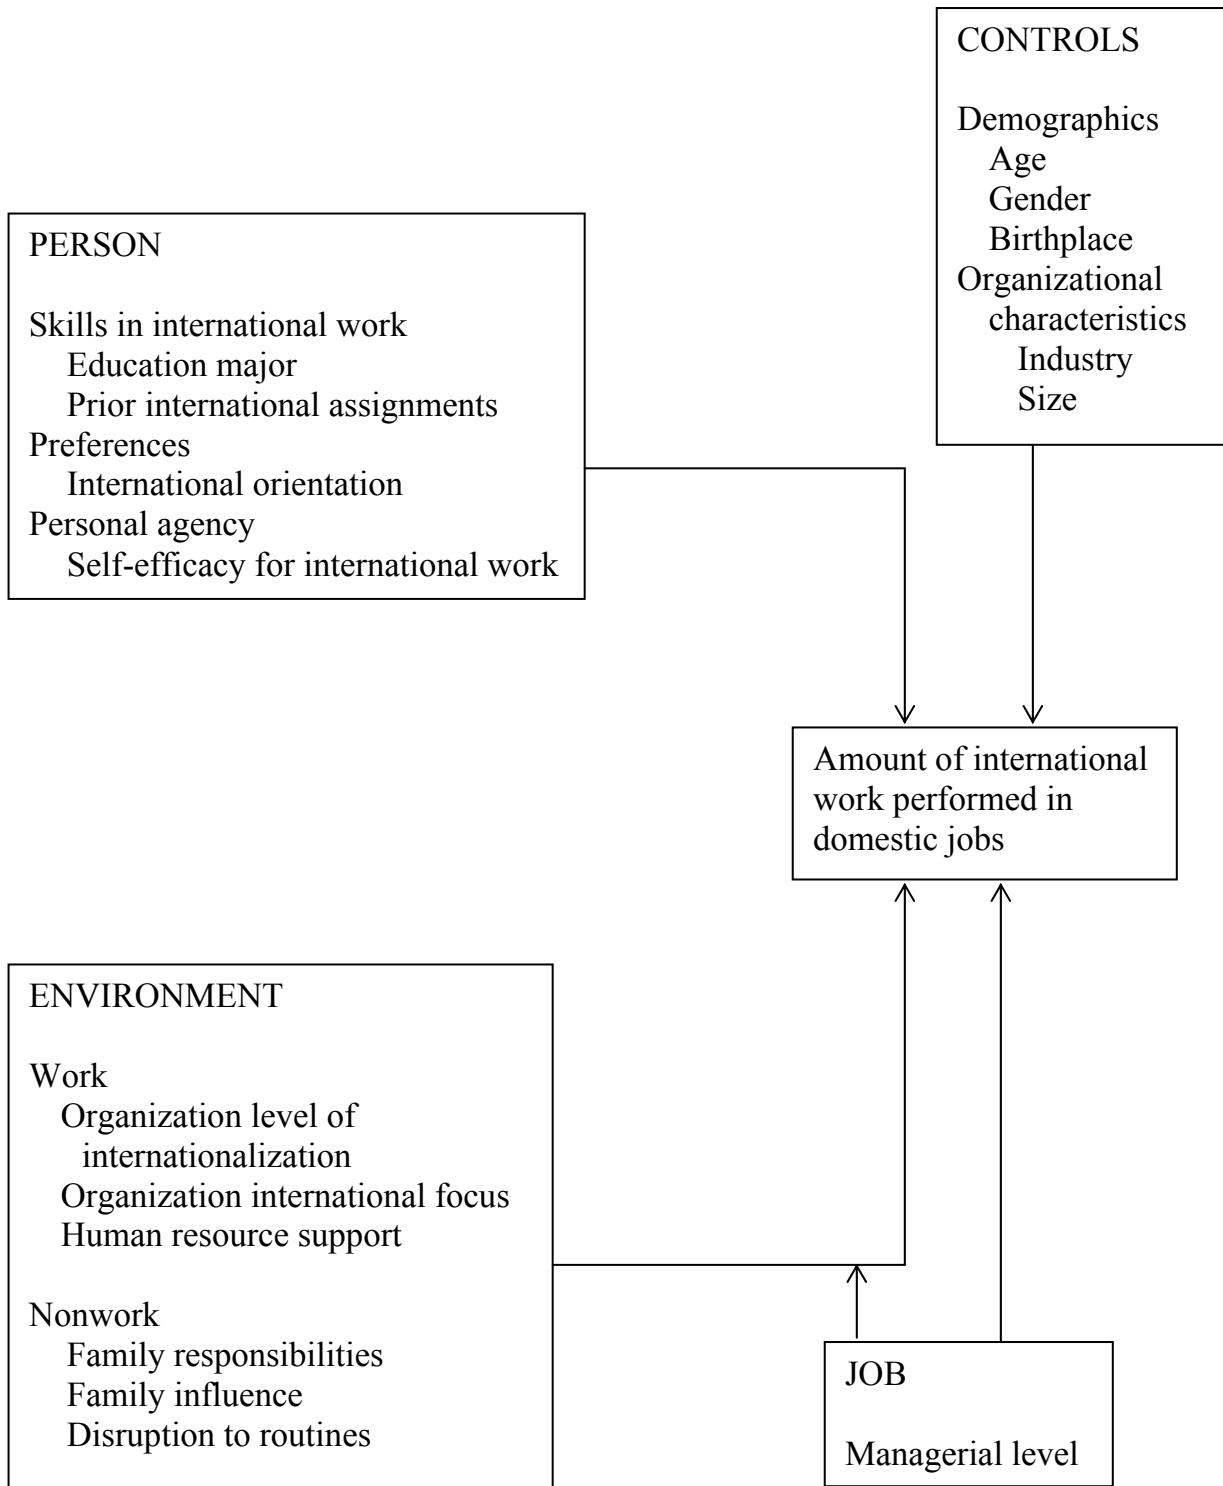 CONTROLS
Demographics
Age
Gender
Birthplace
Organizational
characteristics
Industry
Size
PERSON
Skills in international work
Education major
Prior international assignments
Preferences
International orientation
Personal agency
Self-efficacy for international work
Amount of international
work performed in
domestic jobs
ENVIRONMENT
Work
Organization level of
internationalization
Organization international focus
Human resource support
Nonwork
Family responsibilities
Family influence
Disruption to routines
JOB
Managerial level